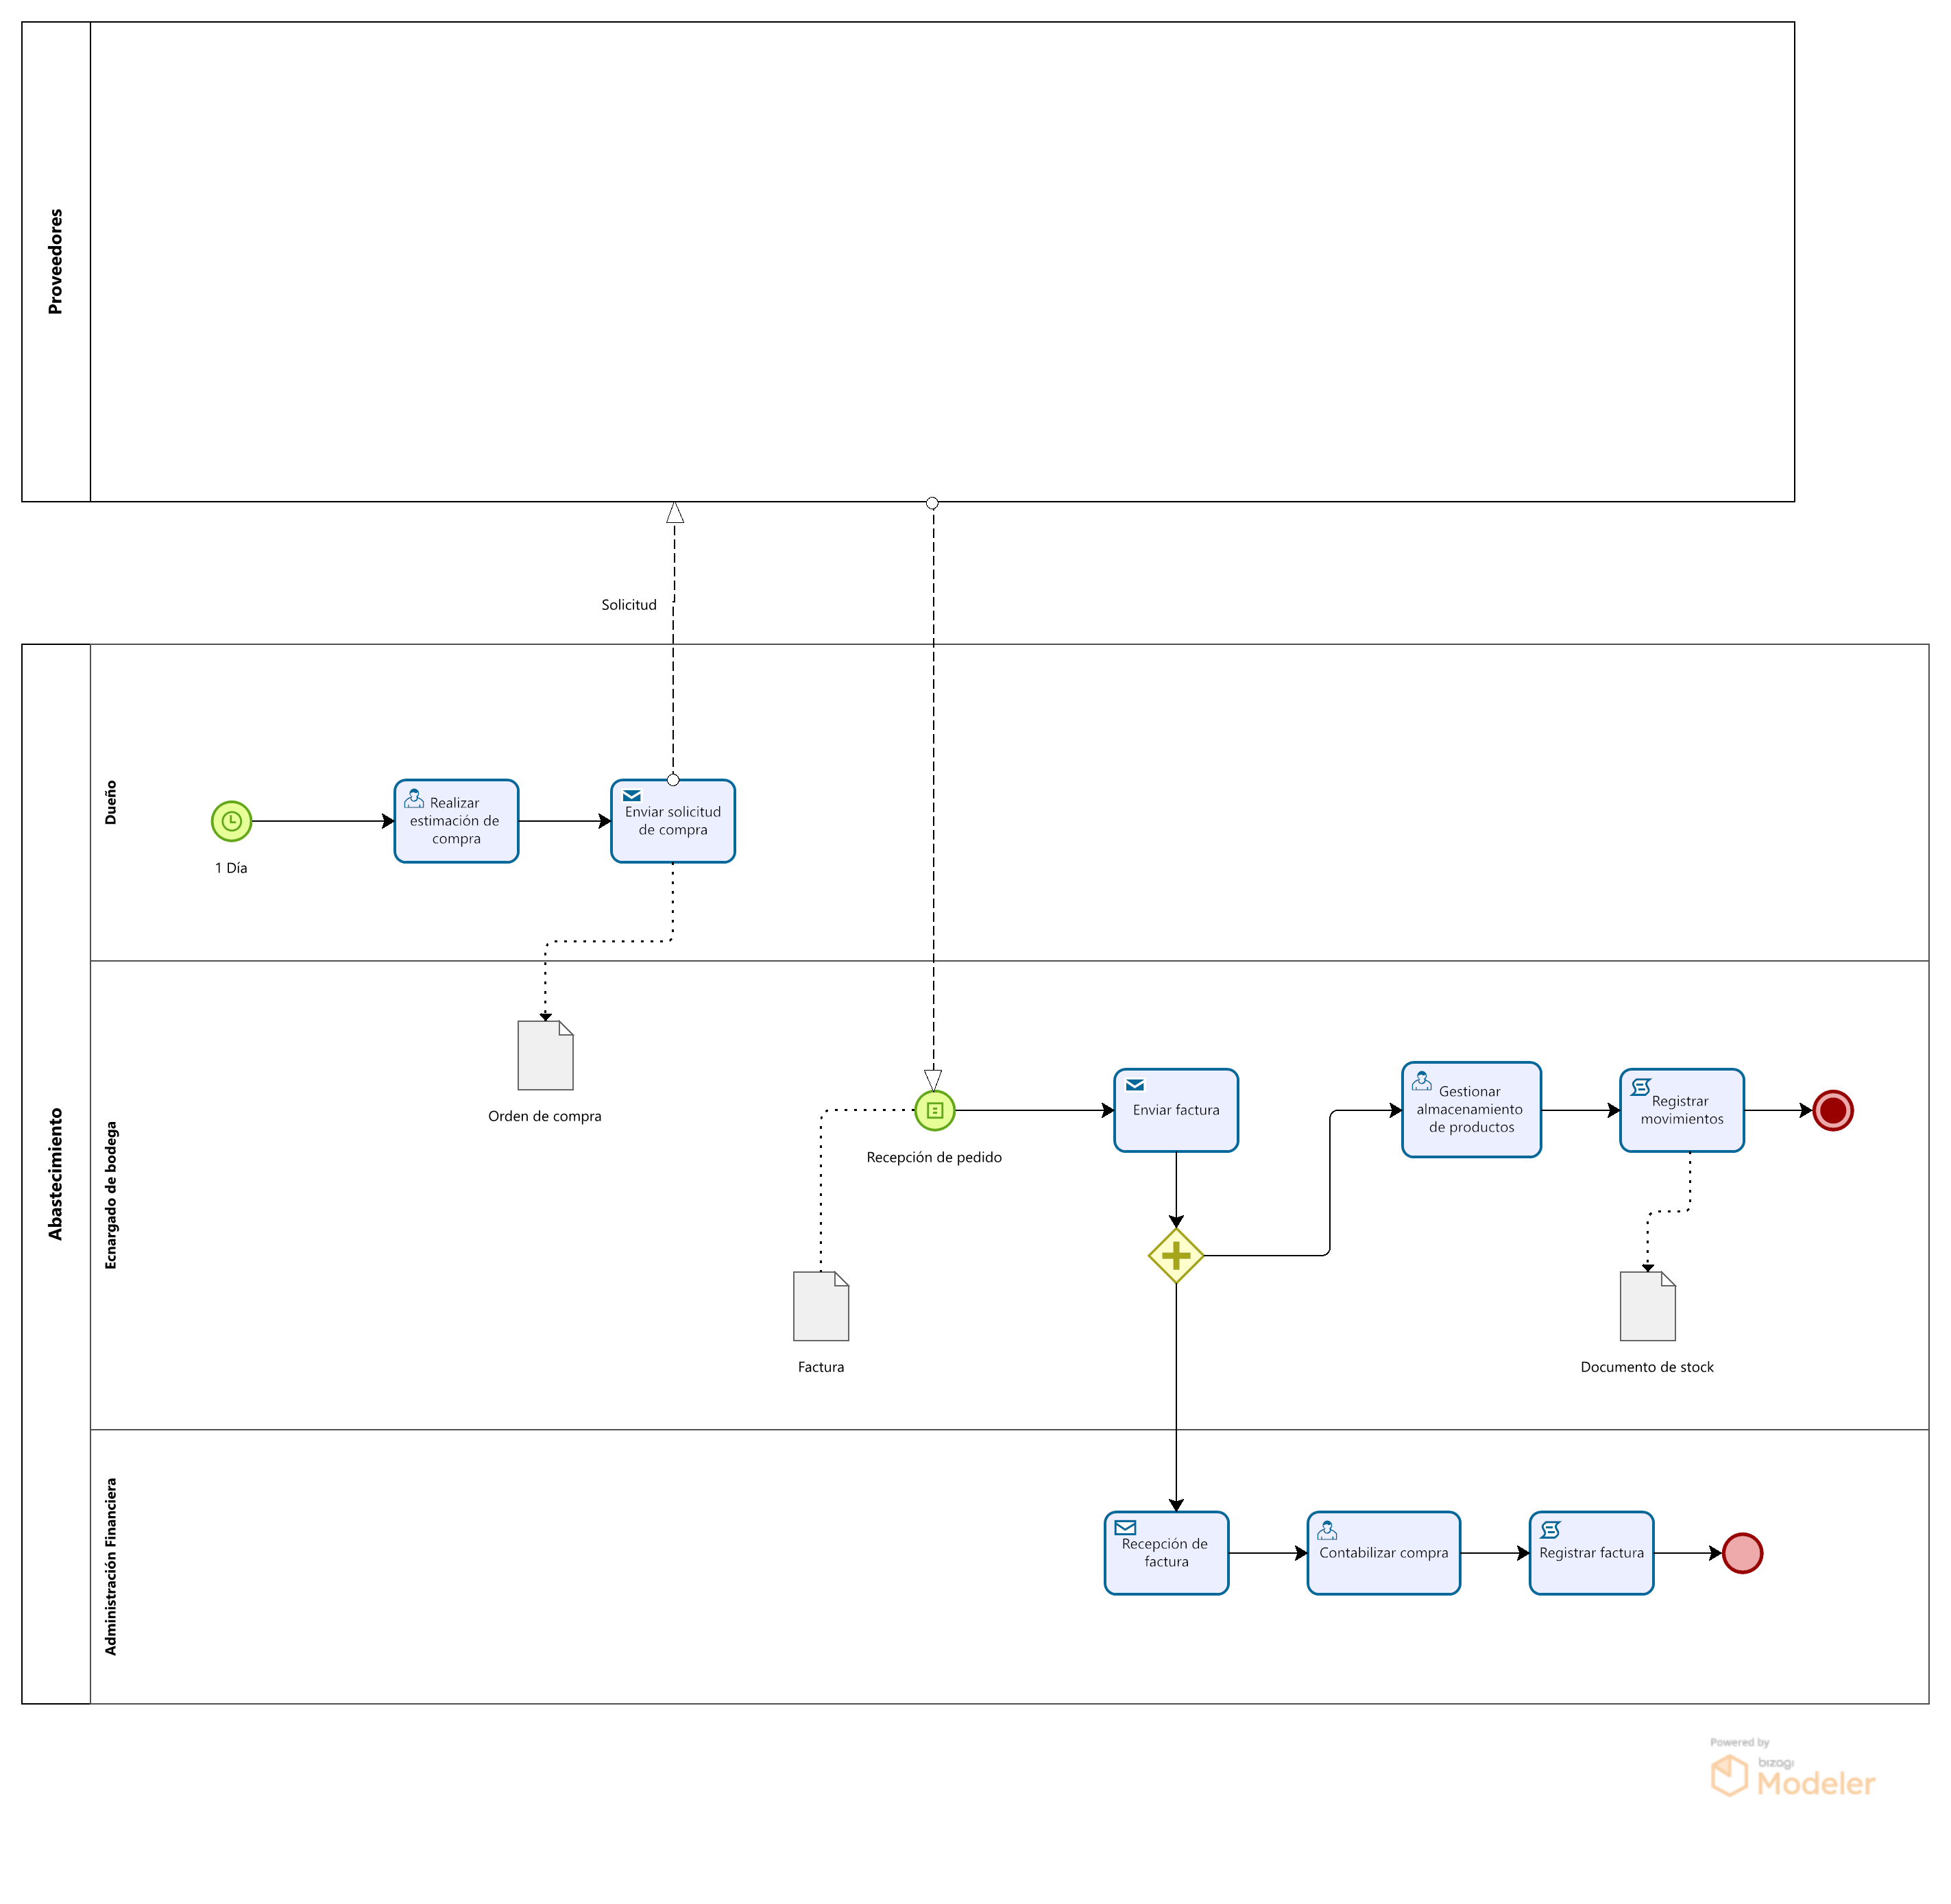 Proveedores
Solicitud
Abastecimiento
Dueño
1 Día
Realizar
estimación de
compra
Enviar solicitud
de compra
Ecnargado de bodega
Orden de compra
Factura
Recepción de pedido
Enviar factura
Gestionar
almacenamiento
de productos
Registrar
movimientos
Documento de stock
Administración Financiera
Recepción de
factura
Contabilizar compra
Registrar factura
Powered by
bizagi
Modeler